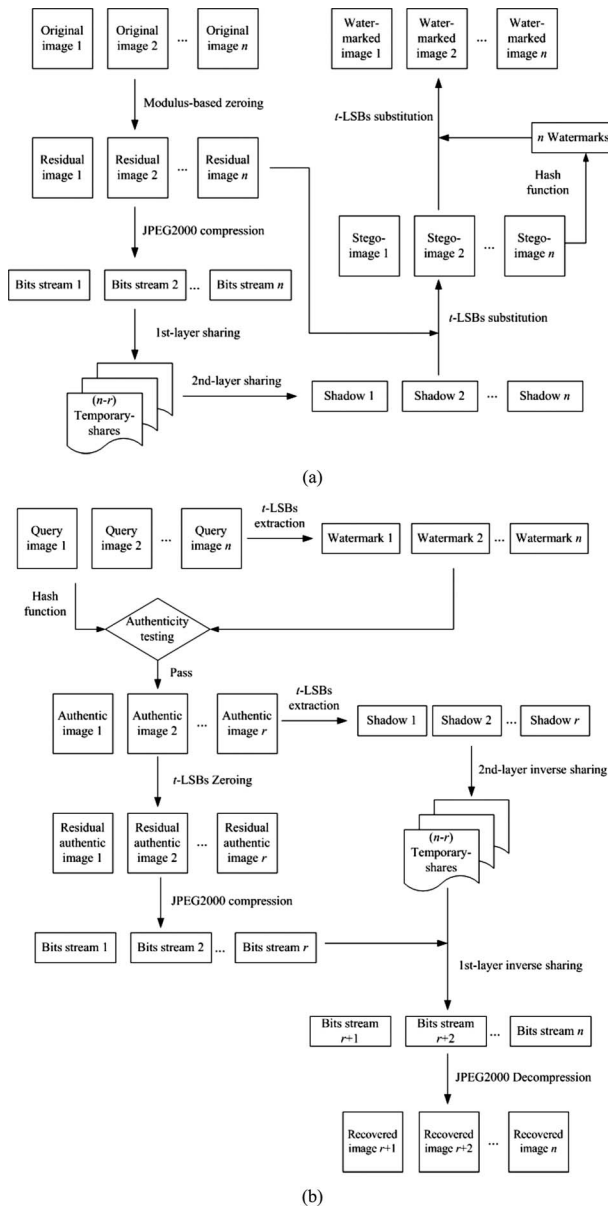 Original image 1
Original image 2
...
Original image n
Modulus-based zeroing
Residual image 1
Residual image 2
...
Residual image n
JPEG2000 compression
Bits stream 1
Bits stream 2
...
Bits stream n
1st-layer sharing
(n-r)
Temporary-
shares
2nd-layer sharing
Shadow 1
Shadow 2
...
Shadow n
t-LSBs substitution
Stego-
image 1
Stego-
image 2
...
Stego-
image n
Hash
function
n Watermarks
t-LSBs substitution
Water-
marked
image 1
Water-
marked
image 2
...
Water-
marked
image n
(a)
Query
image 1
Query
image 2
...
Query
image n
t-LSBs
extraction
Watermark 1
Watermark 2
...
Watermark n
Hash
function
Authenticity
testing
Pass
Authentic
image 1
Authentic
image 2
...
Authentic
image r
t-LSBs
extraction
Shadow 1
Shadow 2
...
Shadow r
t-LSBs Zeroing
2nd-layer inverse sharing
Residual
authentic
image 1
Residual
authentic
image 2
...
Residual
authentic
image r
(n-r)
Temporary-
shares
JPEG2000 compression
Bits stream 1
Bits stream 2
...
Bits stream r
1st-layer inverse sharing
Bits stream
r+1
Bits stream
r+2
...
Bits stream n
JPEG2000 Decompression
Recovered
image r+1
Recovered
image r+2
...
Recovered
image n
(b)